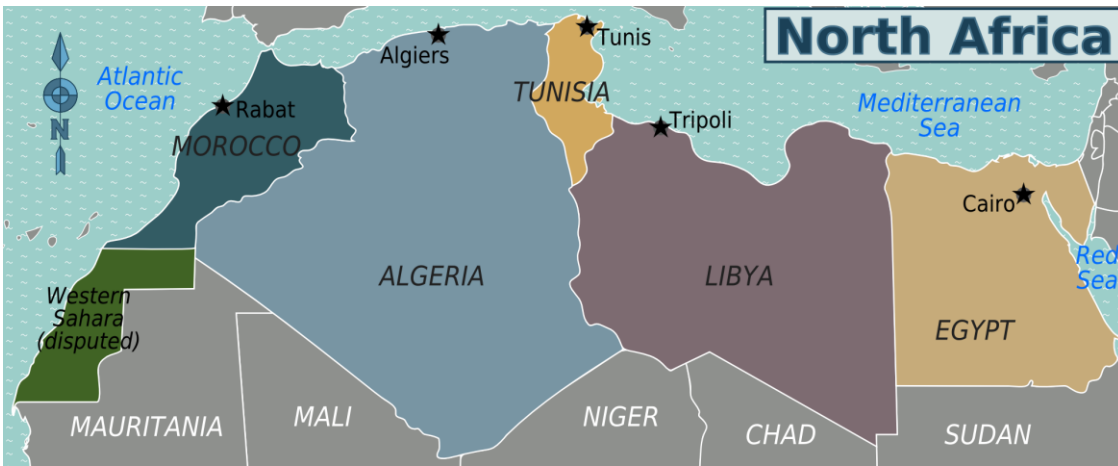 North Africa
Atlantic
Ocean
N
Algiers
Tunis
TUNISIA
Rabat
MOROCCO
Tripoli
Mediterranean
Sea
Cairo
Red
Sea
ALGERIA
LIBYA
EGYPT
Western
Sahara
(disputed)
MAURITANIA
MALI
NIGER
CHAD
SUDAN